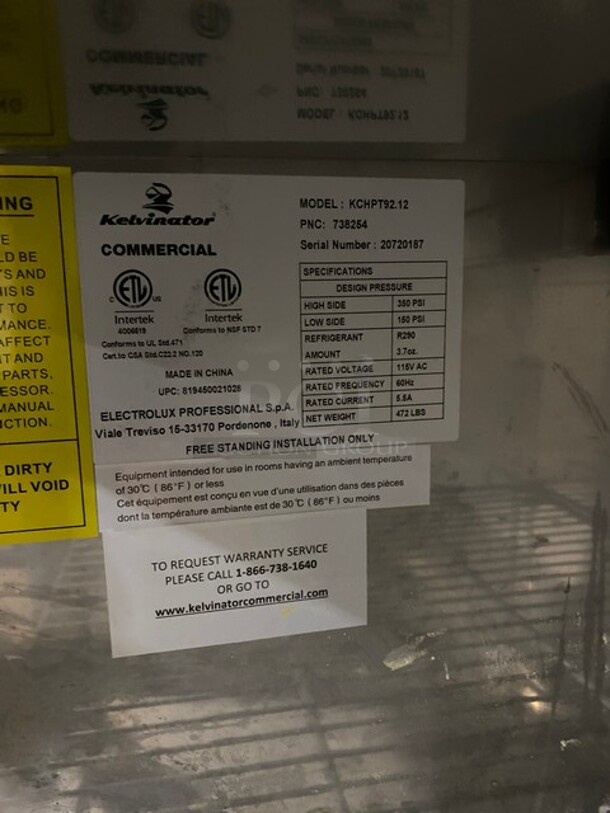 Kelvinator
COMMERCIAL
MODEL : KCHPT92.12
PNC: 738254
Serial Number : 20720187
ETL
ETL
C US
Intertek
Intertek
4006819
Conforms to NSF STD 7
Conforms to UL Std.471
Cert.to CSA Std.C22.2 NO.120
MADE IN CHINA
UPC: 819450021028
ELECTROLUX PROFESSIONAL S.p.A.
Viale Treviso 15-33170 Pordenone , Italy
SPECIFICATIONS
DESIGN PRESSURE
HIGH SIDE 350 PSI
LOW SIDE 150 PSI
REFRIGERANT R290
AMOUNT 3.7oz.
RATED VOLTAGE 115V AC
RATED FREQUENCY 60Hz
RATED CURRENT 5.5A
NET WEIGHT 472 LBS
FREE STANDING INSTALLATION ONLY
Equipment intended for use in rooms having an ambient temperature
of 30°C ( 86°F ) or less
Cet équipement est conçu en vue d'une utilisation dans des pièces
dont la température ambiante est de 30°C ( 86°F ) ou moins
TO REQUEST WARRANTY SERVICE
PLEASE CALL 1-866-738-1640
OR GO TO
www.kelvinatorcommercial.com
ING
E
LD BE
'S AND
HIS IS
T TO
MANCE.
AFFECT
T AND
PARTS,
ESSOR.
MANUAL
CTION.
DIRTY
ILL VOID
TY